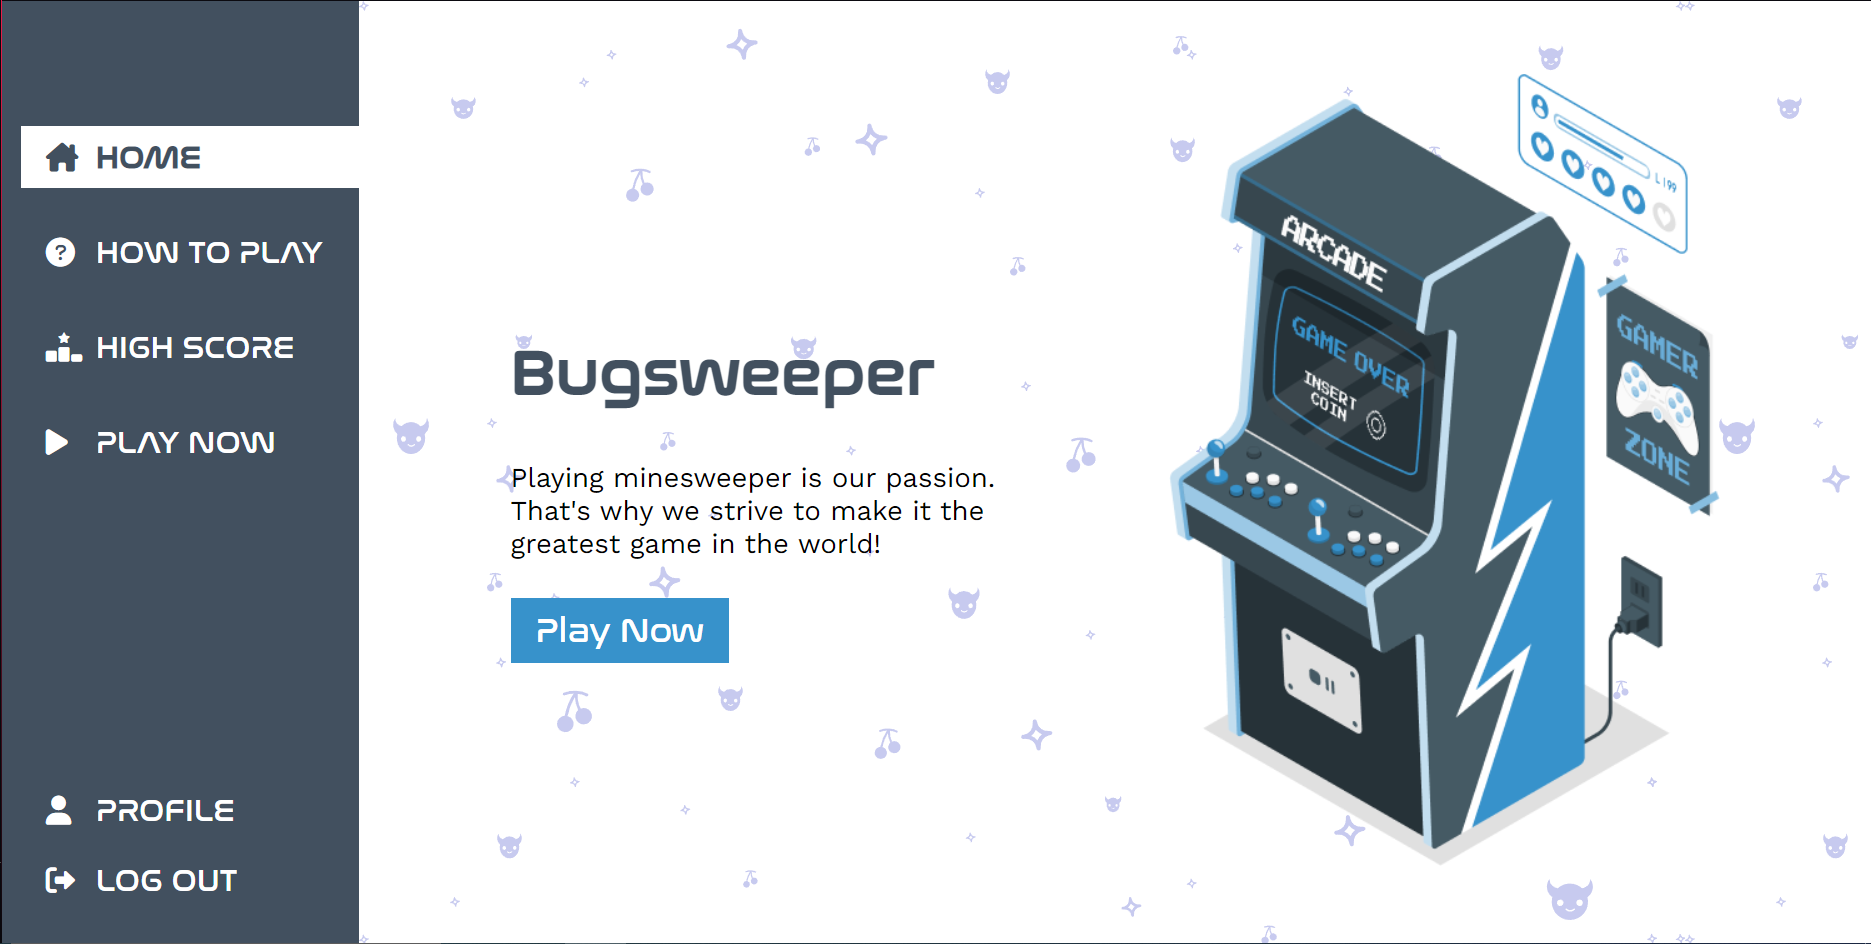 HOME
HOW TO PLAY
HIGH SCORE
PLAY NOW
PROFILE
LOG OUT
Bugsweeper
Playing minesweeper is our passion.
That's why we strive to make it the
greatest game in the world!
Play Now
ARCADE
GAME OVER
INSERT
COIN
L199
GAMER
ZONE